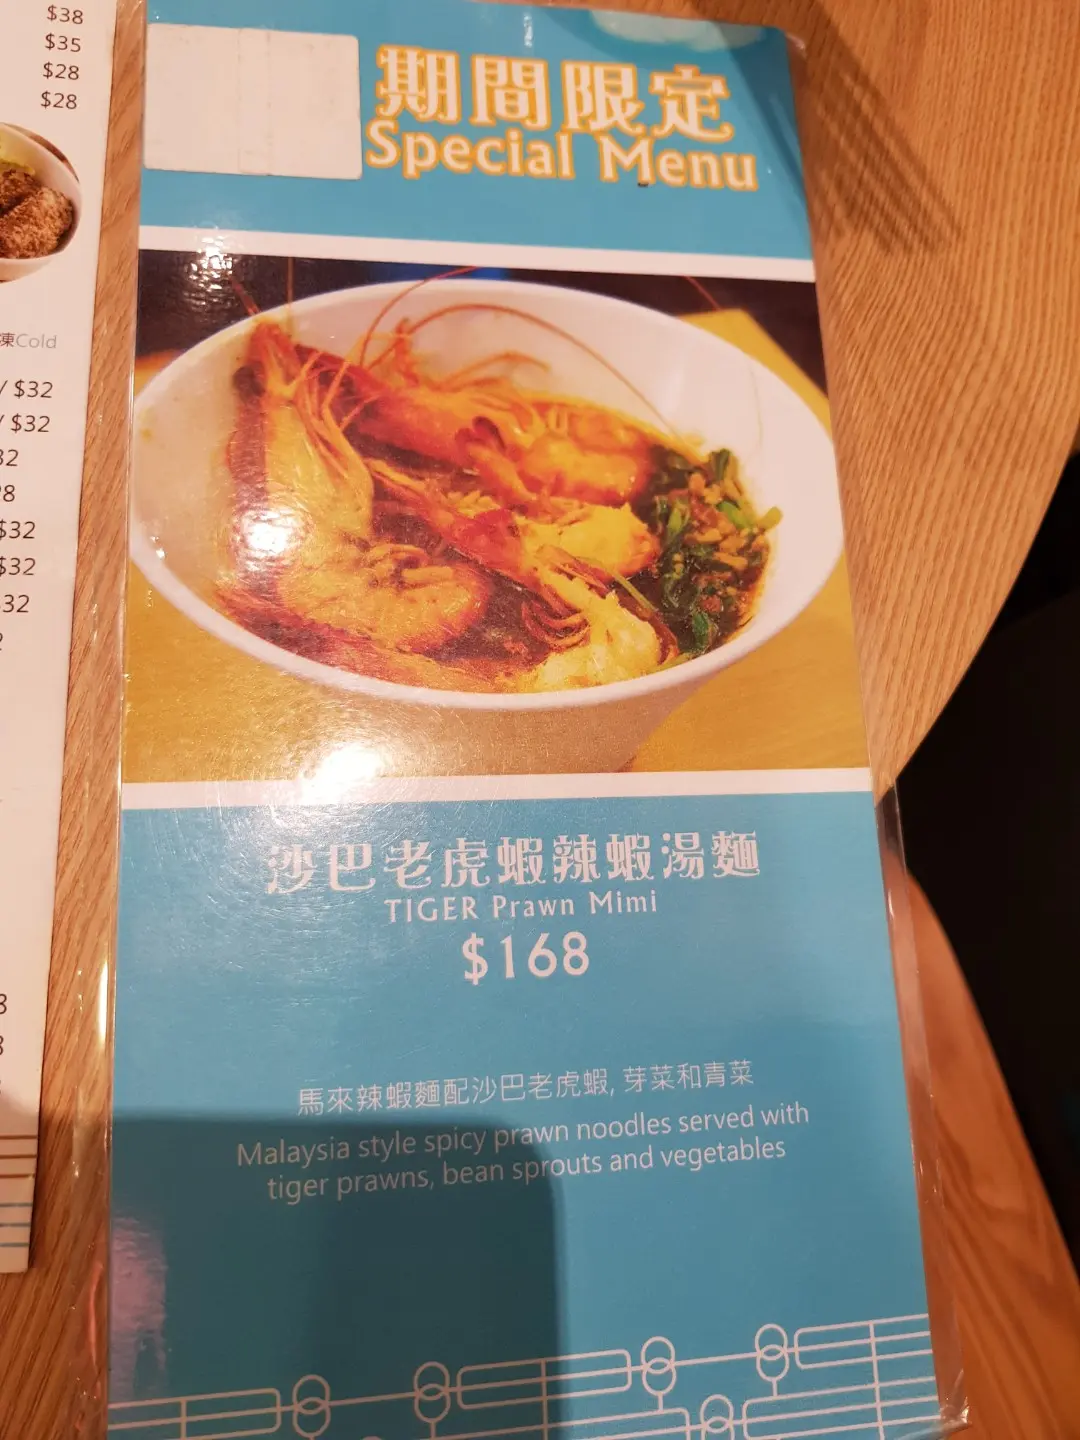 $38
$35
$28
$28
凍Cold
/ $32
/ $32
$32
$32
期間限定
Special Menu
沙巴老虎蝦辣蝦湯麵
TIGER Prawn Mimi
$168
馬來辣蝦麵配沙巴老虎蝦, 芽菜和青菜
Malaysia style spicy prawn noodles served with
tiger prawns, bean sprouts and vegetables